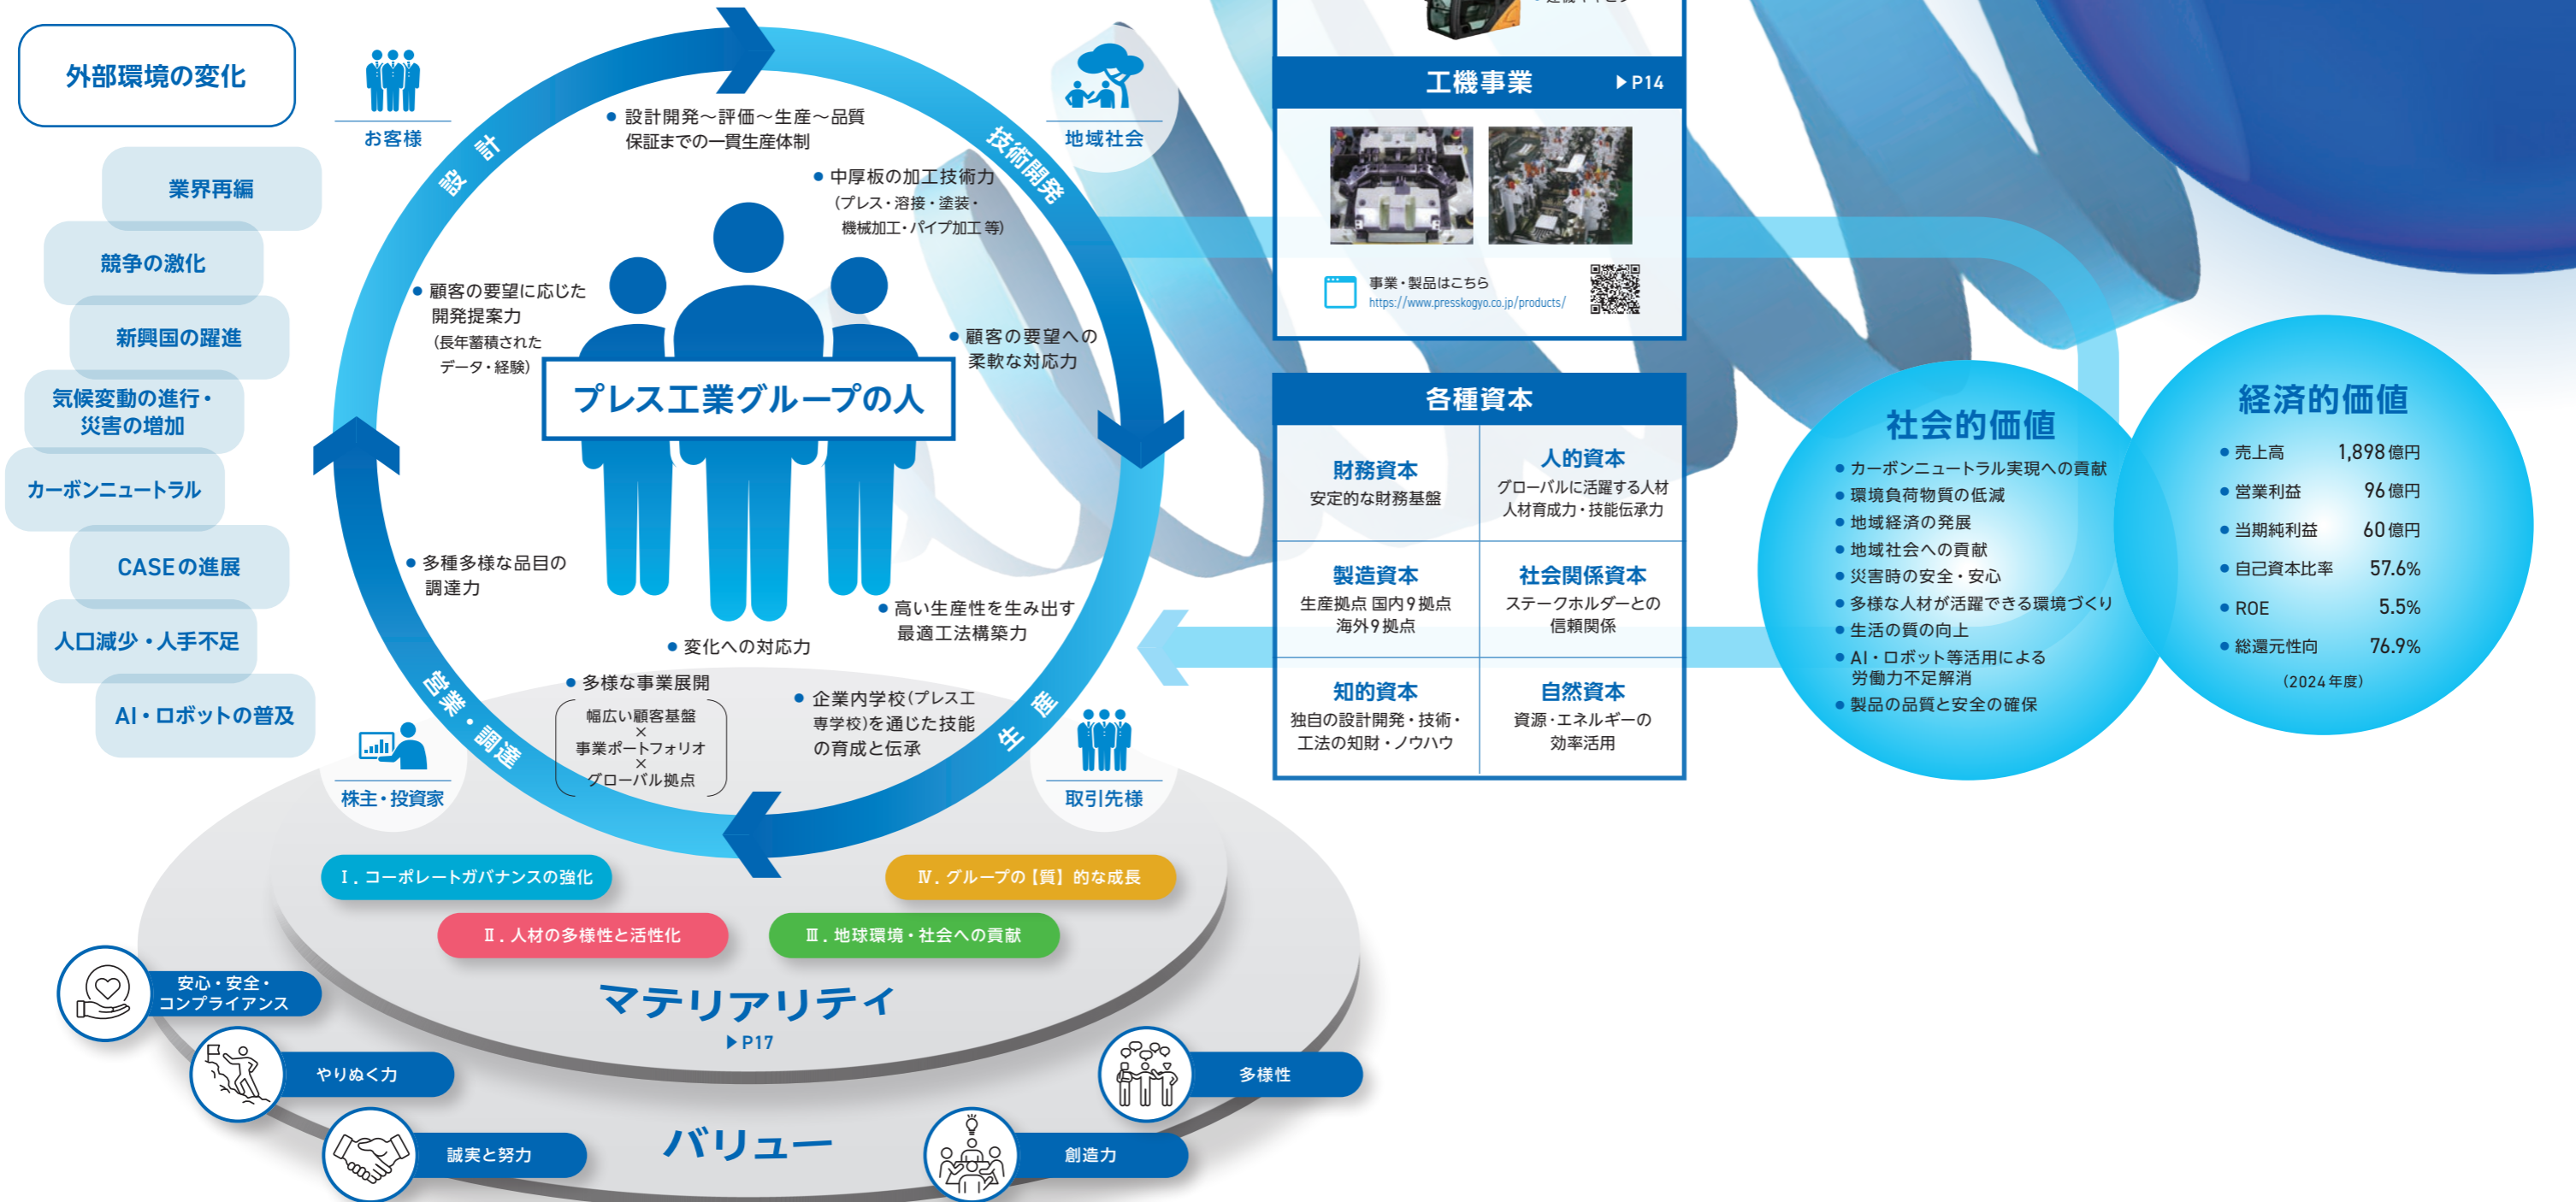 外部環境の変化
業界再編
競争の激化
新興国の躍進
気候変動の進行・
災害の増加
カーボンニュートラル
CASEの進展
人口減少・人手不足
AI・ロボットの普及
お客様
地域社会
株主・投資家
取引先様
設計
技術開発
生産
営業・調達
● 設計開発～評価～生産～品質
保証までの一貫生産体制
● 中厚板の加工技術力
（プレス・溶接・塗装・
機械加工・パイプ加工 等）
● 顧客の要望に応じた
開発提案力
（長年蓄積された
データ・経験）
● 顧客の要望への
柔軟な対応力
プレス工業グループの人
● 多種多様な品目の
調達力
● 高い生産性を生み出す
最適工法構築力
● 変化への対応力
● 多様な事業展開
幅広い顧客基盤
×
事業ポートフォリオ
×
グローバル拠点
● 企業内学校（プレス工
専学校）を通じた技能
の育成と伝承
Ⅰ. コーポレートガバナンスの強化
Ⅳ. グループの【質】的な成長
Ⅱ. 人材の多様性と活性化
Ⅲ. 地球環境・社会への貢献
マテリアリティ
▶P17
安心・安全・
コンプライアンス
やりぬく力
誠実と努力
バリュー
創造力
多様性
工機事業 ▶P14
事業・製品はこちら
https://www.presskogyo.co.jp/products/
各種資本
財務資本
安定的な財務基盤
人的資本
グローバルに活躍する人材
人材育成力・技能伝承力
製造資本
生産拠点 国内9拠点
海外9拠点
社会関係資本
ステークホルダーとの
信頼関係
知的資本
独自の設計開発・技術・
工法の知財・ノウハウ
自然資本
資源・エネルギーの
効率活用
社会的価値
● カーボンニュートラル実現への貢献
● 環境負荷物質の低減
● 地域経済の発展
● 地域社会への貢献
● 災害時の安全・安心
● 多様な人材が活躍できる環境づくり
● 生活の質の向上
● AI・ロボット等活用による
労働力不足解消
● 製品の品質と安全の確保
経済的価値
● 売上高 1,898億円
● 営業利益 96億円
● 当期純利益 60億円
● 自己資本比率 57.6%
● ROE 5.5%
● 総還元性向 76.9%
（2024年度）